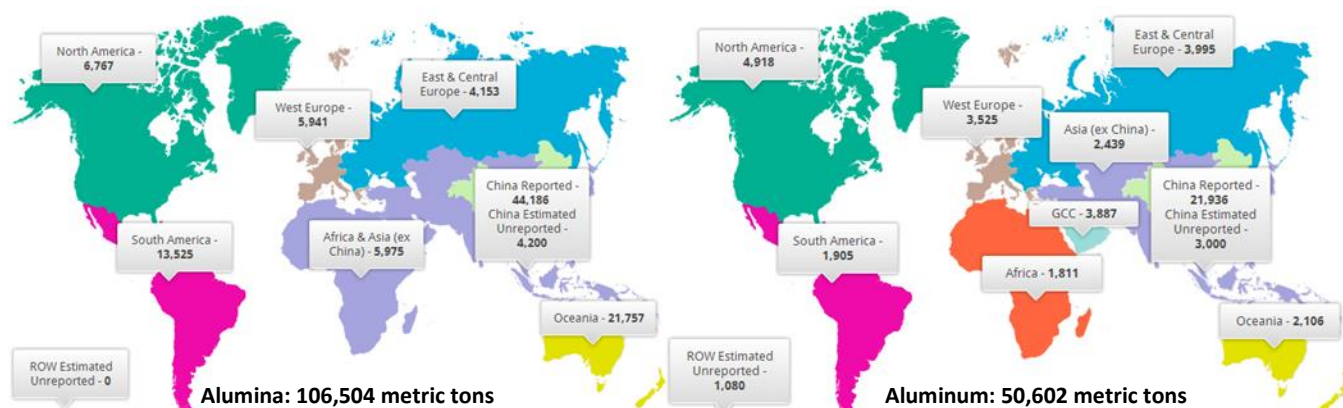 North America -
6,767
East & Central
Europe - 4,153
West Europe -
5,941
China Reported -
44,186
China Estimated
Unreported -
4,200
South America -
13,525
Africa & Asia (ex
China) - 5,975
Oceania - 21,757
ROW Estimated
Unreported - 0
Alumina: 106,504 metric tons
North America -
4,918
East & Central
Europe - 3,995
West Europe -
3,525
Asia (ex China) -
2,439
China Reported -
21,936
China Estimated
Unreported -
3,000
GCC - 3,887
South America -
1,905
Africa - 1,811
Oceania - 2,106
ROW Estimated
Unreported -
1,080
Aluminum: 50,602 metric tons